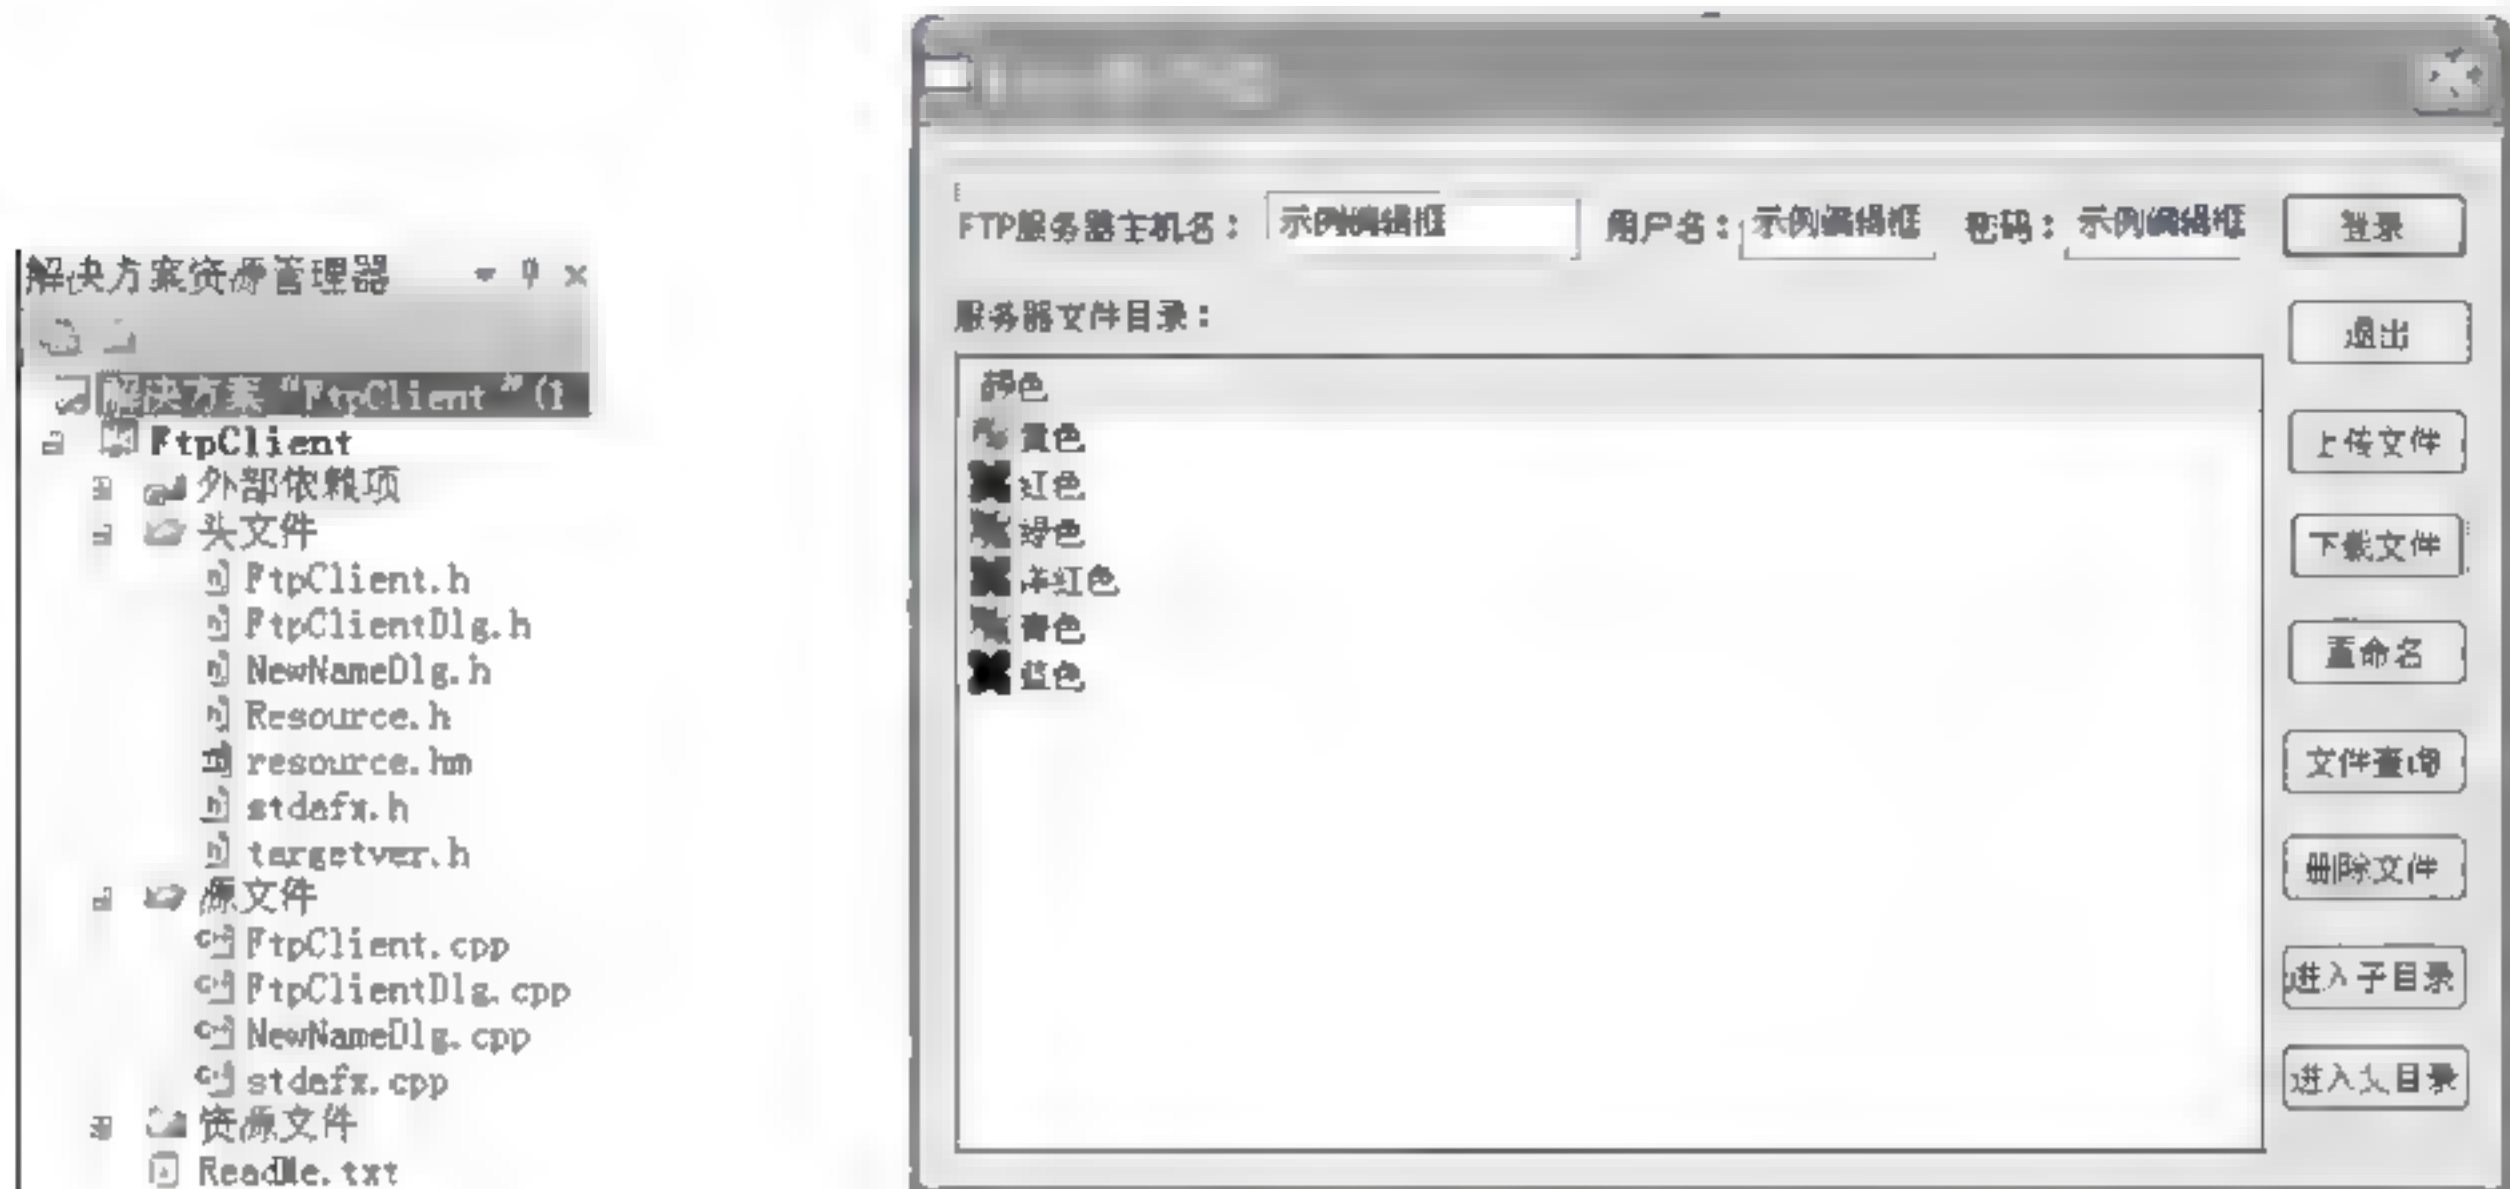 解决方案资源管理器
解决方案“FtpClient”(1
FtpClient
外部依赖项
头文件
FtpClient.h
FtpClientDlg.h
NewNameDlg.h
Resource.h
resource.hm
stdafx.h
targetver.h
源文件
FtpClient.cpp
FtpClientDlg.cpp
NewNameDlg.cpp
stdafx.cpp
资源文件
ReadMe.txt
FTP服务器主机名： 示例编辑框 用户名： 示例编辑框 密码： 示例编辑框 登录
服务器文件目录：
颜色
黄色
红色
绿色
洋红色
青色
蓝色
退出
上传文件
下载文件
重命名
文件查询
删除文件
进入子目录
进入父目录